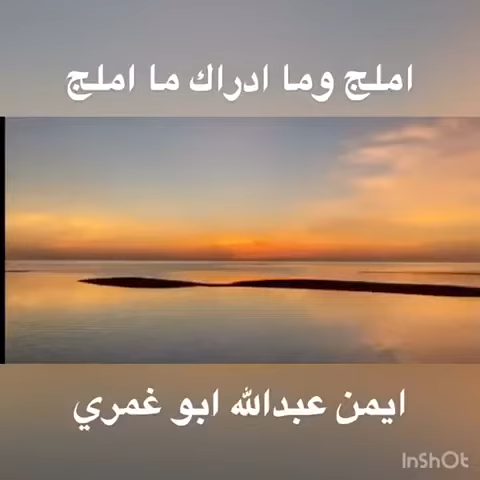 املج وما ادراك ما املج
ايمن عبدالله ابو غمري
InShOt